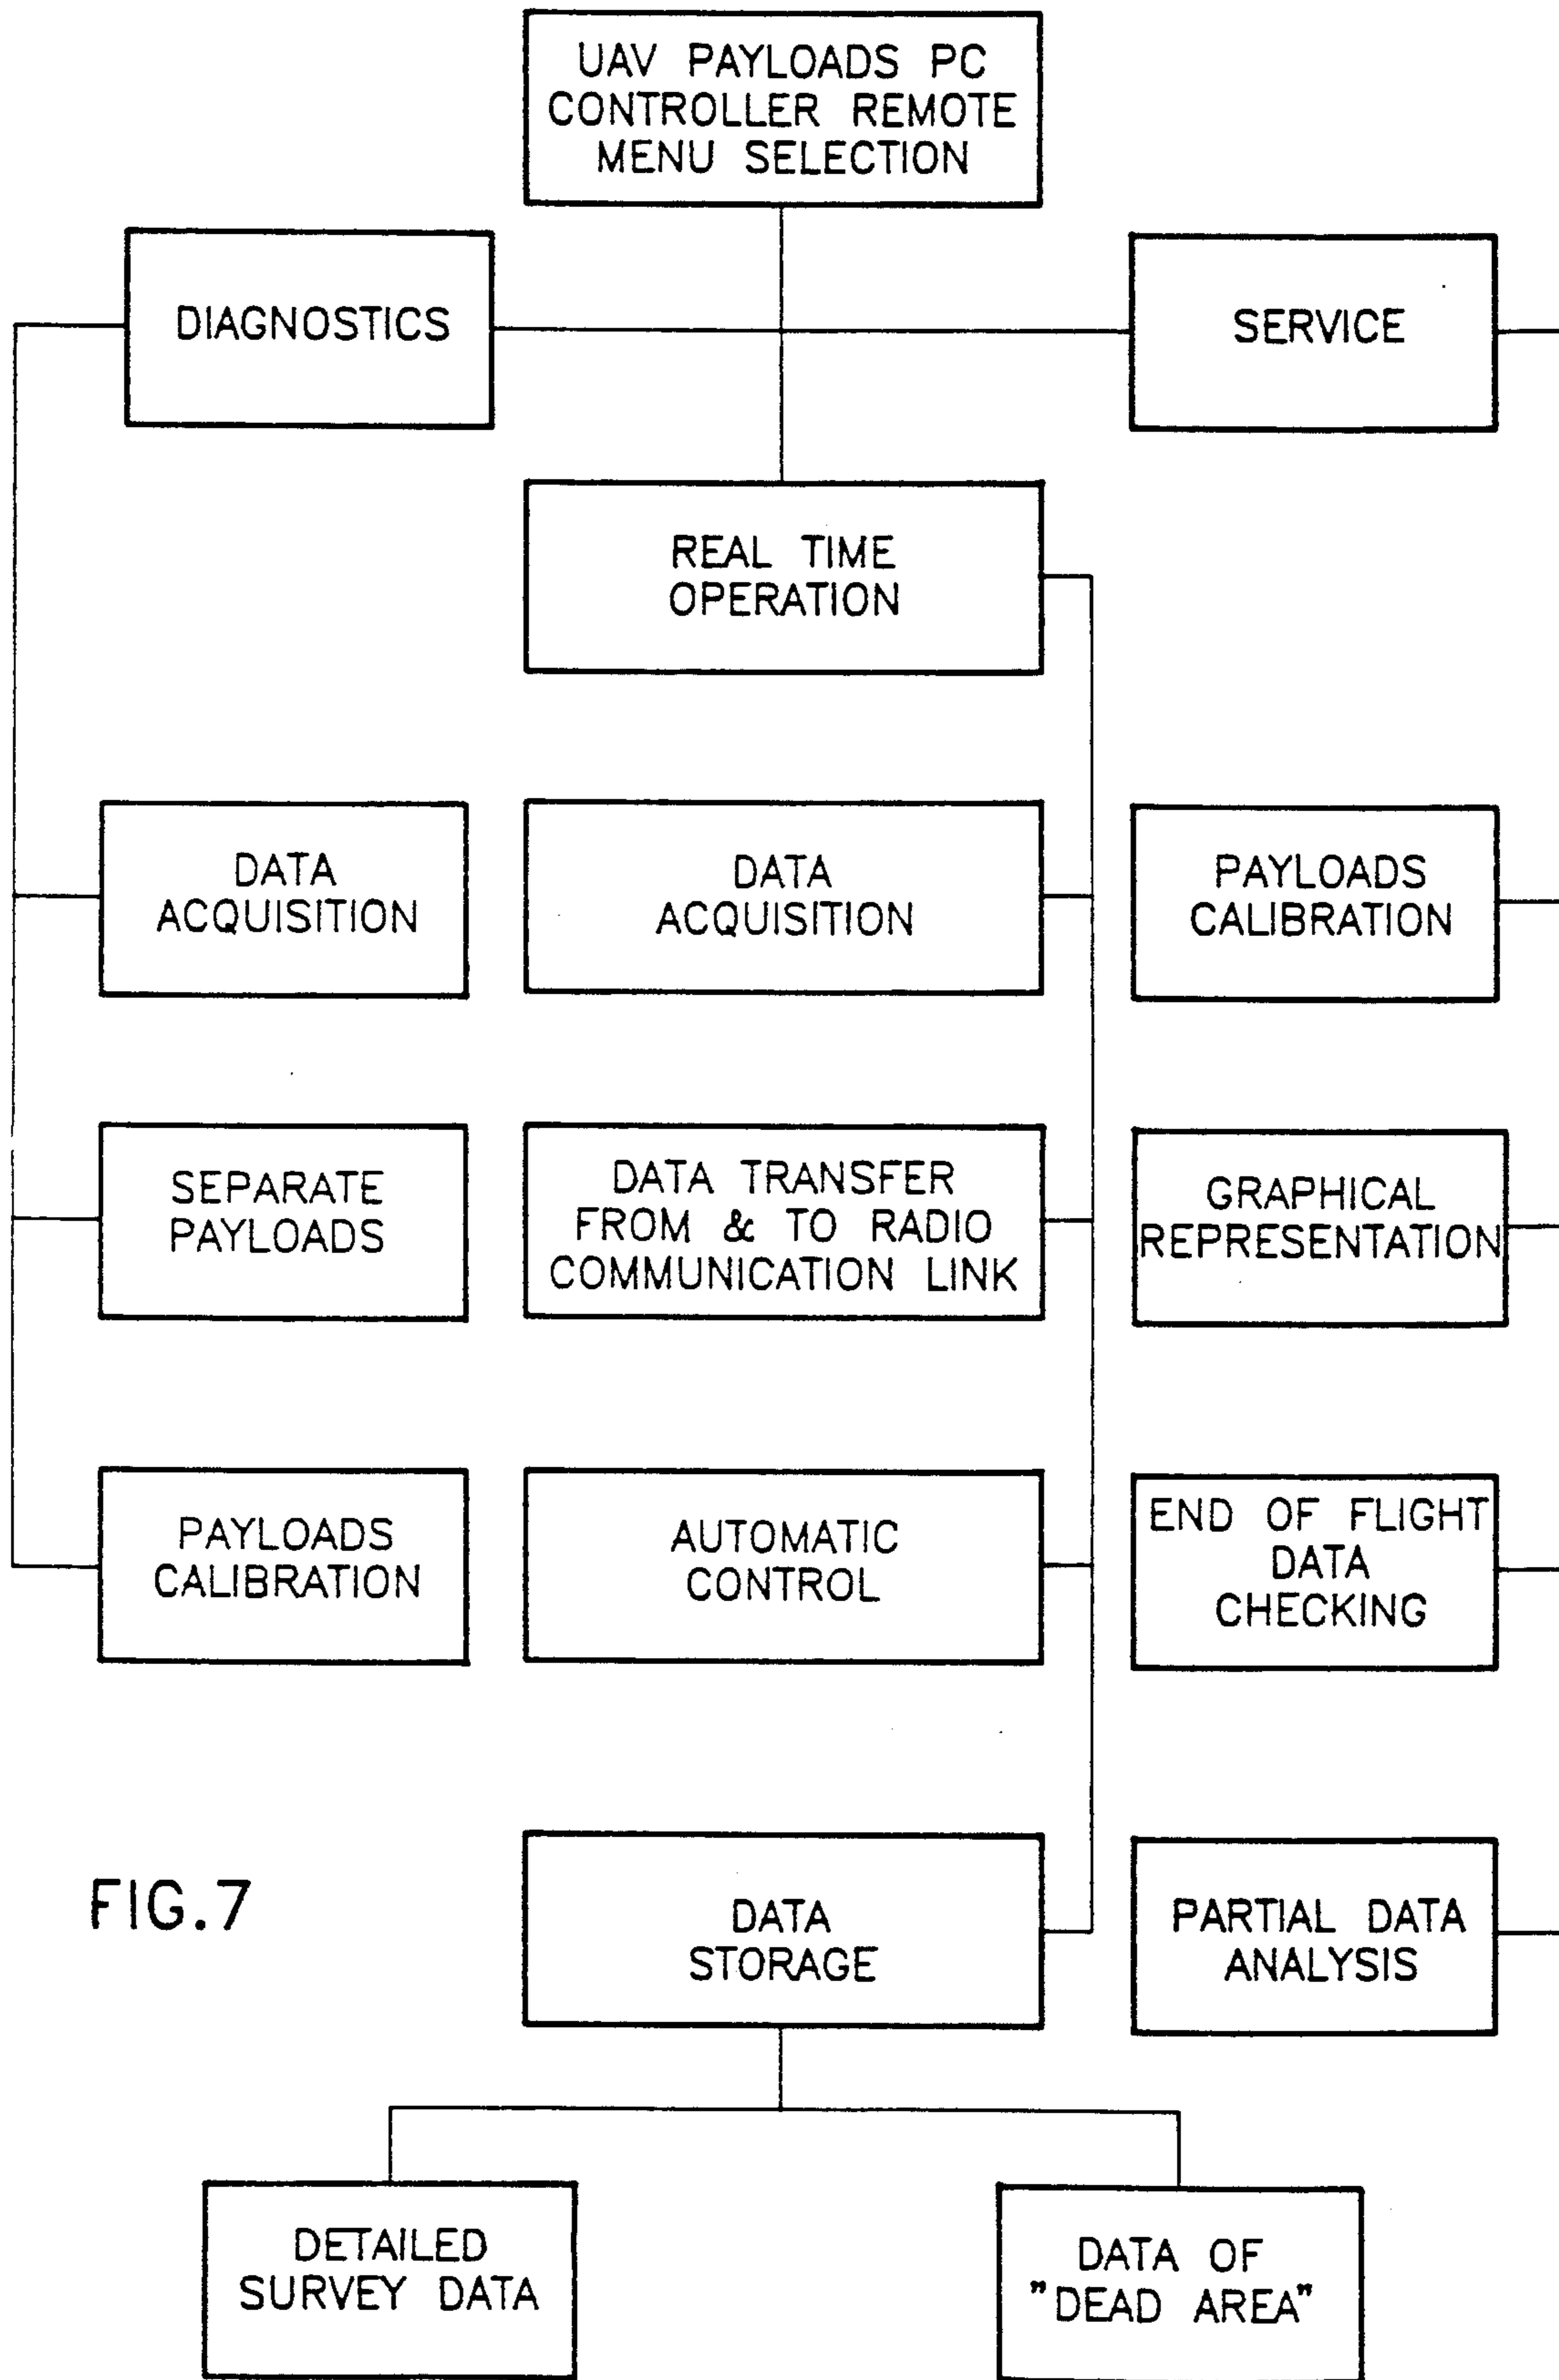 UAV PAYLOADS PC
CONTROLLER REMOTE
MENU SELECTION
DIAGNOSTICS
SERVICE
REAL TIME
OPERATION
DATA
ACQUISITION
DATA
ACQUISITION
PAYLOADS
CALIBRATION
SEPARATE
PAYLOADS
DATA TRANSFER
FROM & TO RADIO
COMMUNICATION LINK
GRAPHICAL
REPRESENTATION
PAYLOADS
CALIBRATION
AUTOMATIC
CONTROL
END OF FLIGHT
DATA
CHECKING
FIG.7
DATA
STORAGE
PARTIAL DATA
ANALYSIS
DETAILED
SURVEY DATA
DATA OF
"DEAD AREA"